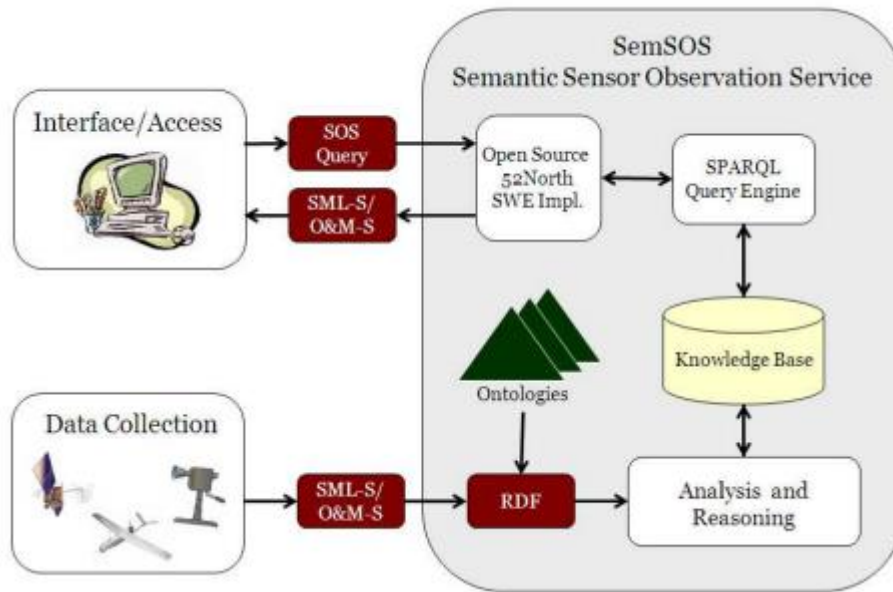 SemSOS
Semantic Sensor Observation Service
Interface/Access
SOS
Query
Open Source
52North
SWE Impl.
SPARQL
Query Engine
SML-S/
O&M-S
Knowledge Base
Ontologies
Data Collection
SML-S/
O&M-S
RDF
Analysis and
Reasoning